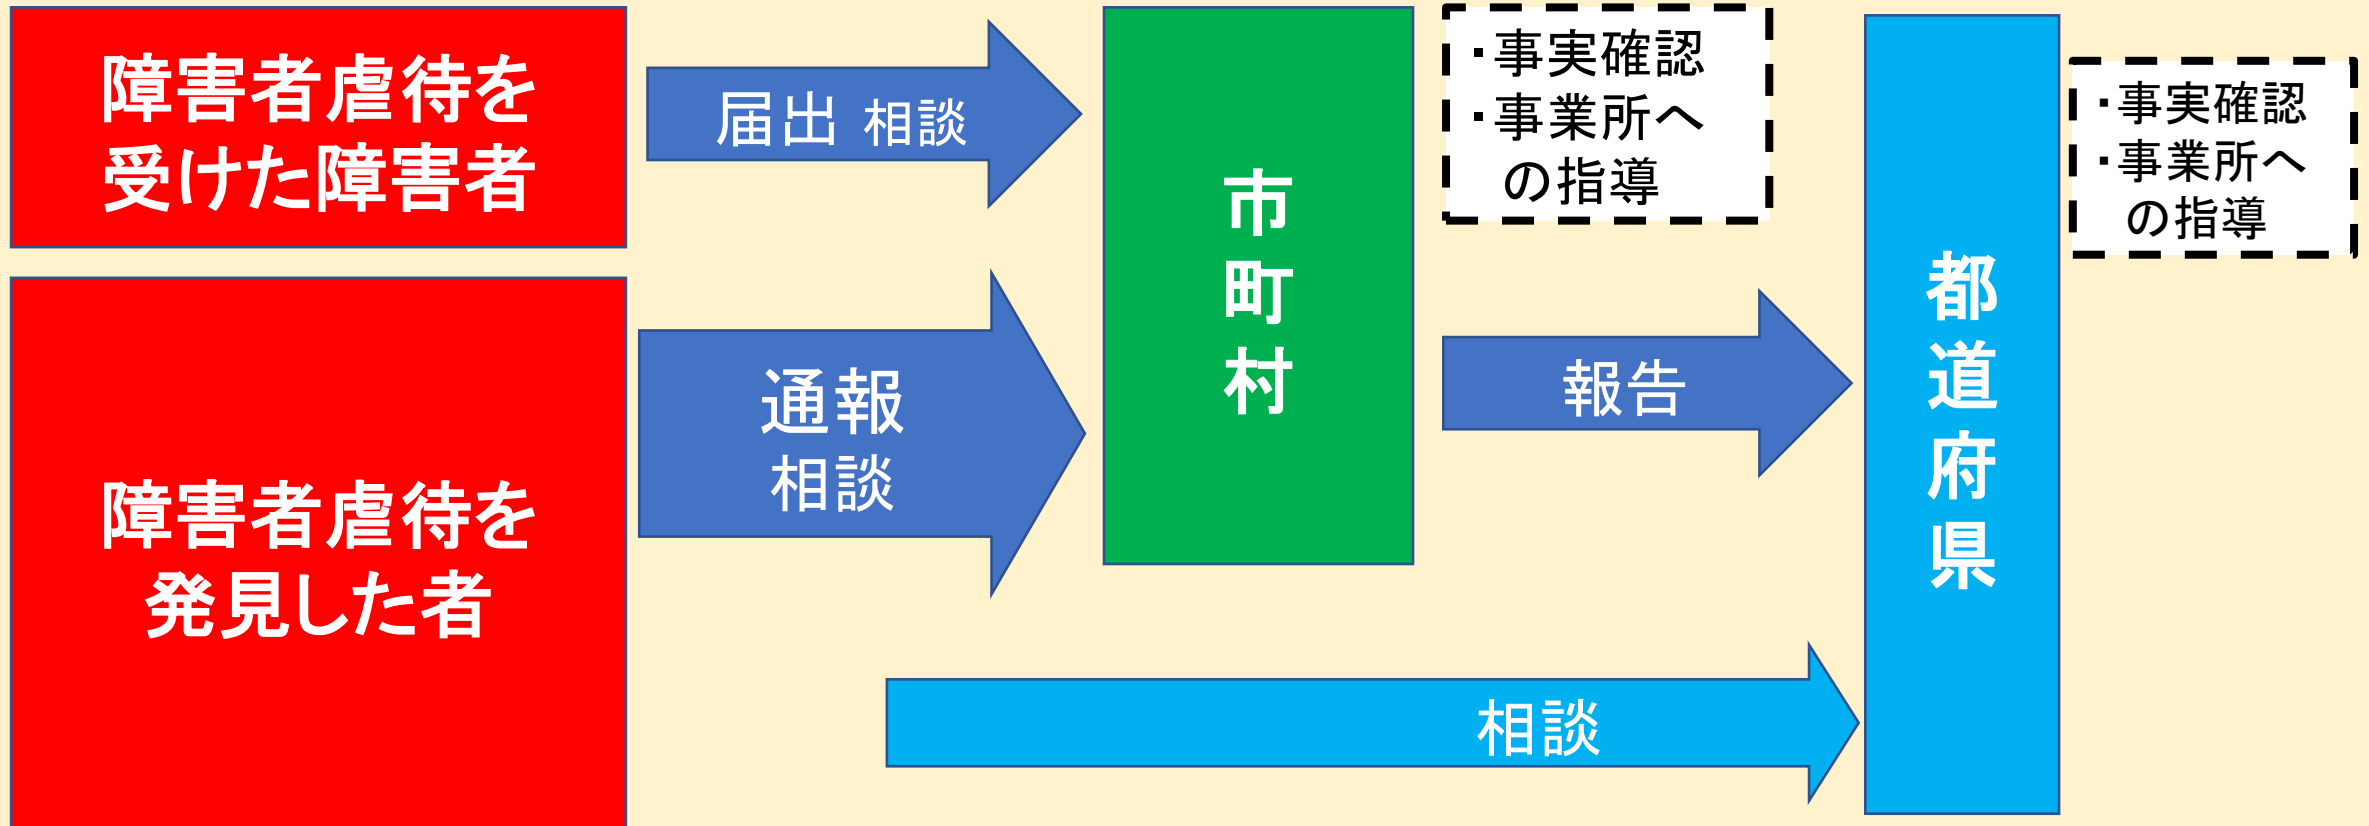 障害者虐待を
受けた障害者
届出 相談
市町村
・事実確認
・事業所へ
の指導
都道府県
・事実確認
・事業所へ
の指導
障害者虐待を
発見した者
通報
相談
報告
相談